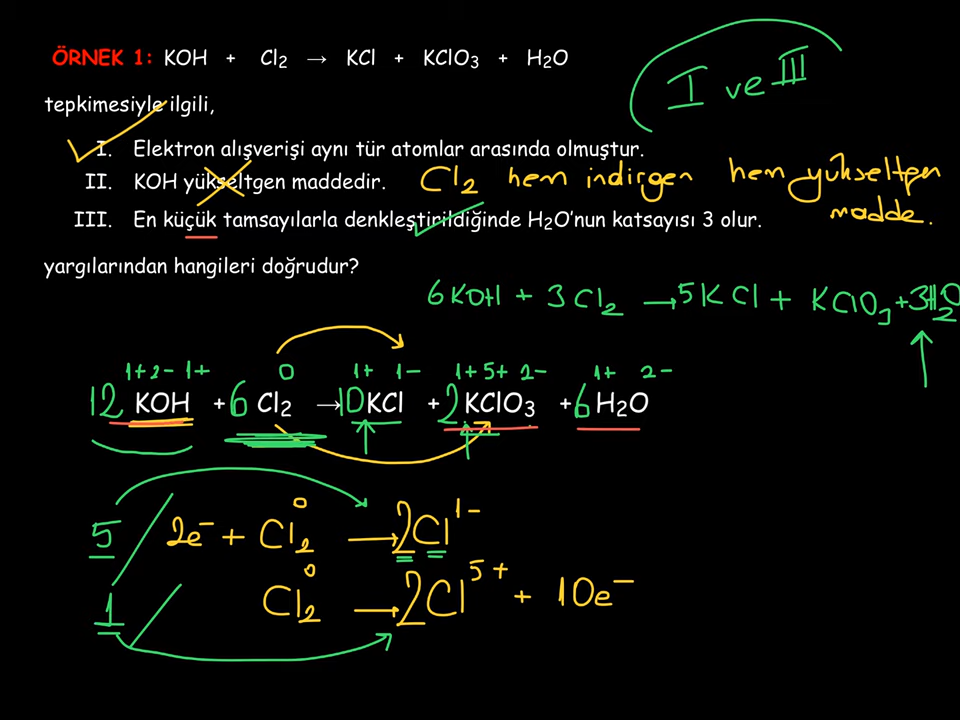 ÖRNEK 1: KOH + Cl₂ → KCl + KClO₃ + H₂O
I ve III
tepkimesiyle ilgili,
I. Elektron alışverişi aynı tür atomlar arasında olmuştur.
II. KOH yükseltgen maddedir.
Cl₂ hem indirgen hem yükseltgen
madde.
III. En küçük tamsayılarla denkleştirildiğinde H₂O'nun katsayısı 3 olur.
yargılarından hangileri doğrudur?
6KOH + 3Cl₂ → 5KCl + KClO₃ + 3H₂O
1+ 2- 1+ 0 1+ 1- 1+ 5+ 2- 1+ 2-
12 KOH + 6 Cl₂ → 10 KCl + 2 KClO₃ + 6 H₂O
5 / 2e⁻ + Cl₂⁰ → 2Cl¹⁻
1 / Cl₂⁰ → 2Cl⁵⁺ + 10e⁻